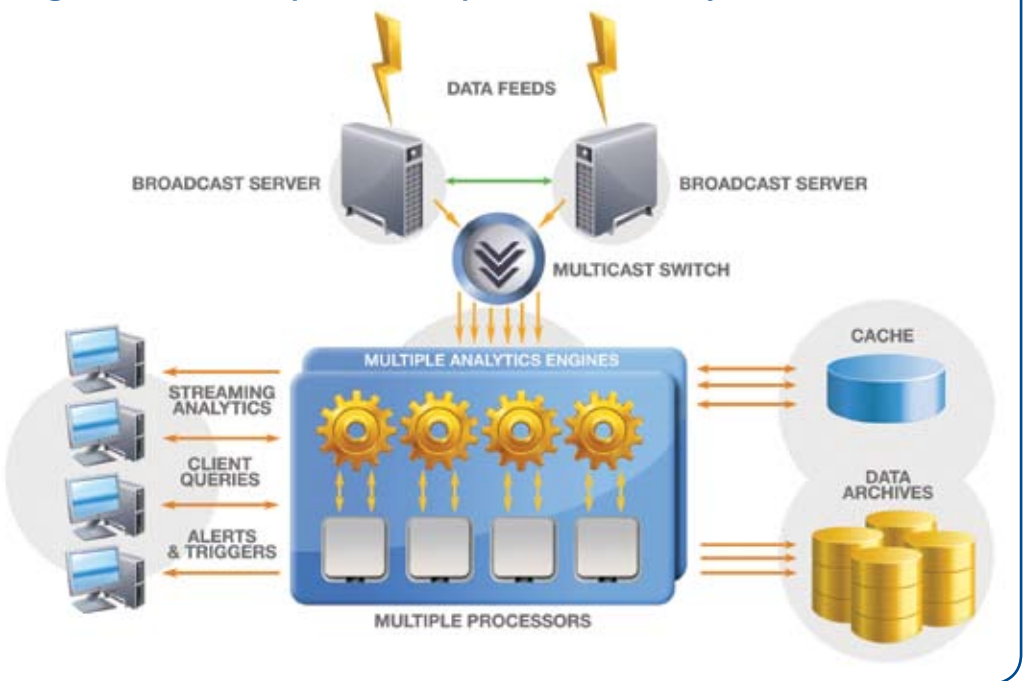 DATA FEEDS
BROADCAST SERVER
BROADCAST SERVER
MULTICAST SWITCH
CACHE
MULTIPLE ANALYTICS ENGINES
STREAMING
ANALYTICS
CLIENT
QUERIES
DATA
ARCHIVES
ALERTS
& TRIGGERS
MULTIPLE PROCESSORS